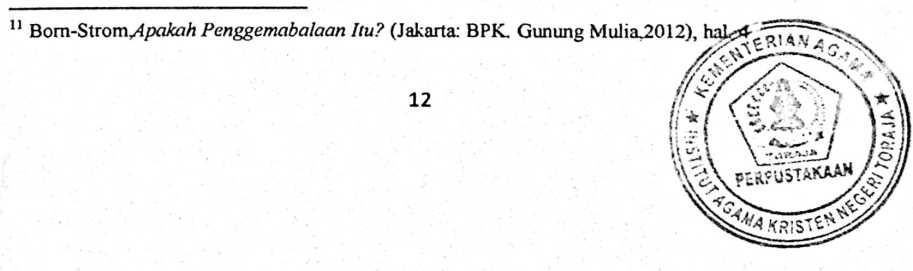 11 Born-Strom,Apakah Penggemabalaan Itu? (Jakarta: BPK. Gunung Mulia,2012), hal. 4
12
KEMENTERIAN AGAMA
TORAJA
PERPUSTAKAAN
INSTITUT AGAMA KRISTEN NEGERI TORAJA